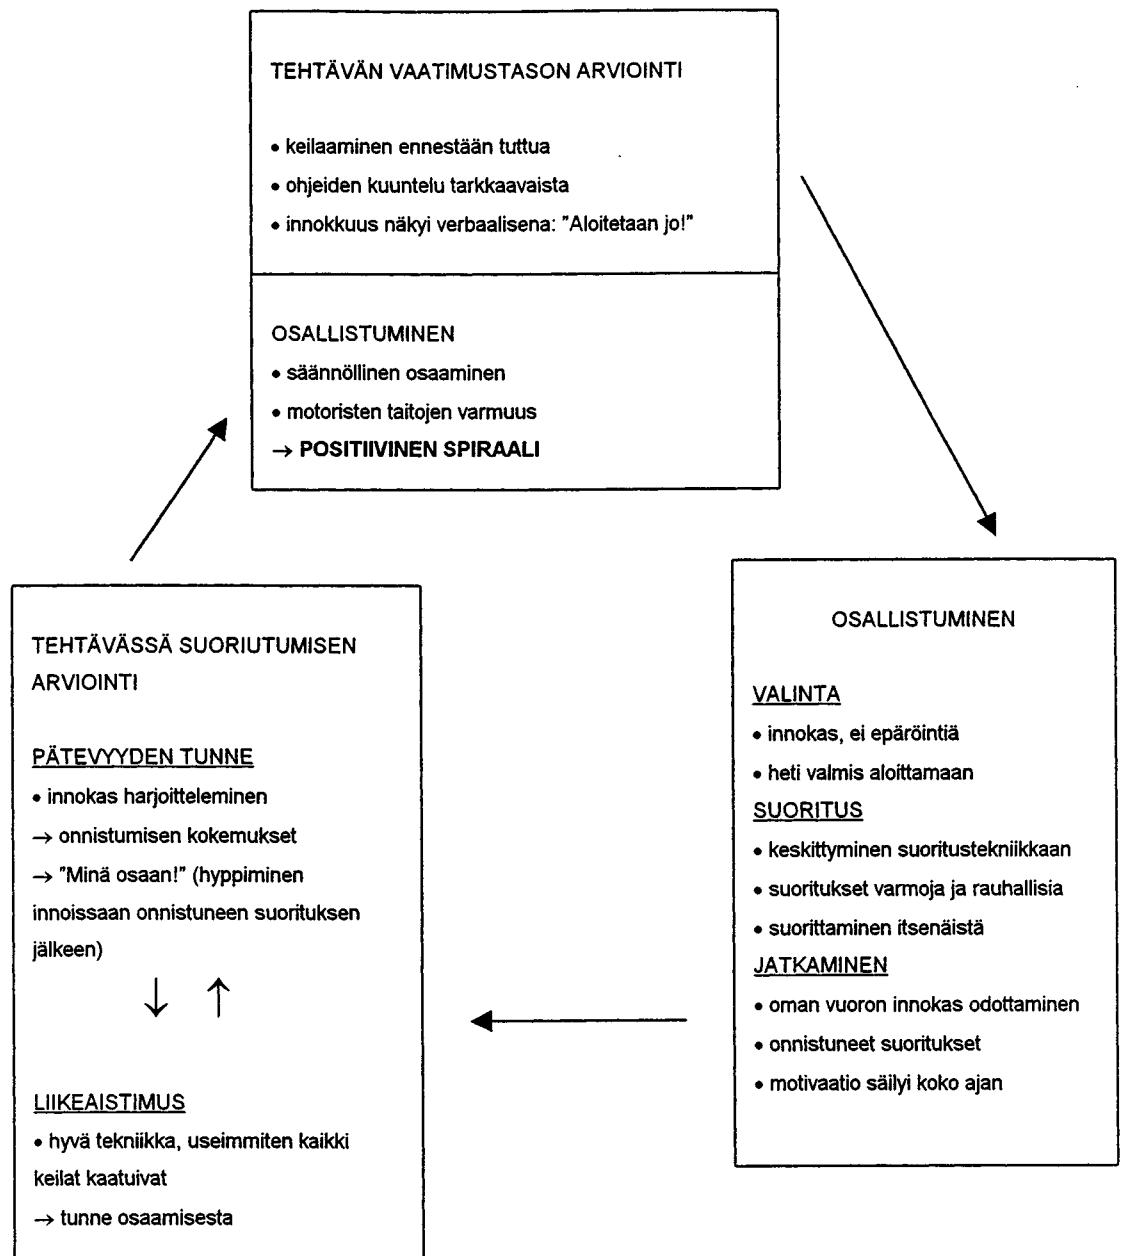 TEHTÄVÄN VAATIMUSTASON ARVIOINTI
• keilaaminen ennestään tuttua
• ohjeiden kuuntelu tarkkaavaista
• innokkuus näkyi verbaalisena: "Aloitetaan jo!"
OSALLISTUMINEN
• säännöllinen osaaminen
• motoristen taitojen varmuus
→ POSITIIVINEN SPIRAALI
OSALLISTUMINEN
VALINTA
• innokas, ei epäröintiä
• heti valmis aloittamaan
SUORITUS
• keskittyminen suoritustekniikkaan
• suoritukset varmoja ja rauhallisia
• suorittaminen itsenäistä
JATKAMINEN
• oman vuoron innokas odottaminen
• onnistuneet suoritukset
• motivaatio säilyi koko ajan
TEHTÄVÄSSÄ SUORIUTUMISEN
ARVIOINTI
PÄTEVYYDEN TUNNE
• innokas harjoitteleminen
→ onnistumisen kokemukset
→ "Minä osaan!" (hyppiminen
innoissaan onnistuneen suorituksen
jälkeen)
↓ ↑
LIIKEAISTIMUS
• hyvä tekniikka, useimmiten kaikki
keilat kaatuivat
→ tunne osaamisesta